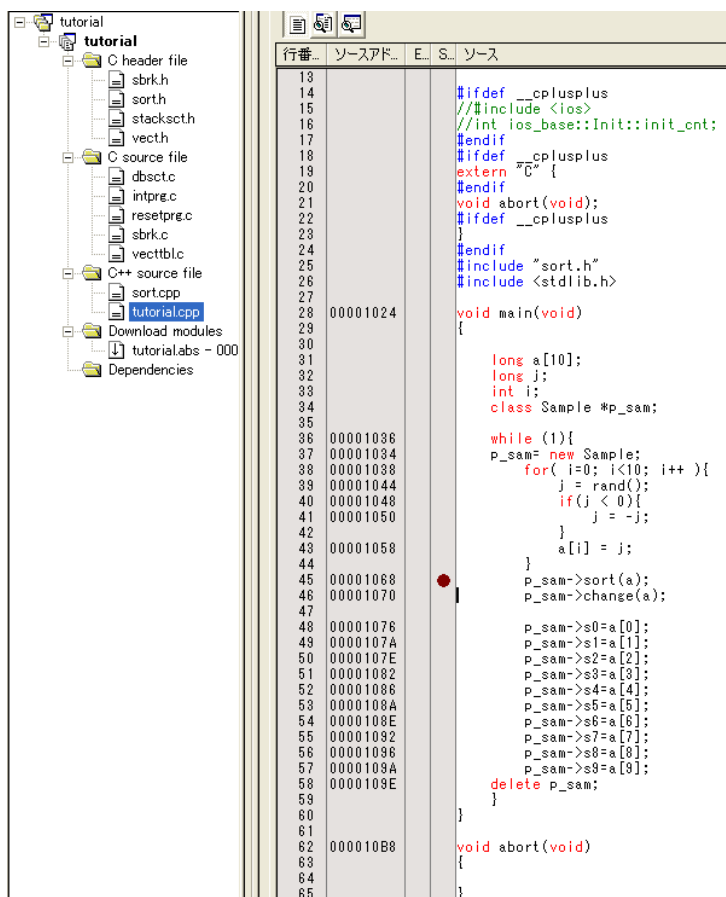 tutorial
tutorial
C header file
sbrk.h
sort.h
stacksct.h
vect.h
C source file
dbsct.c
intprg.c
resetprg.c
sbrk.c
vecttbl.c
C++ source file
sort.cpp
tutorial.cpp
Download modules
tutorial.abs - 000
Dependencies
行番... ソースアド... E... S... ソース
13
14 #ifdef __cplusplus
15 //#include <ios>
16 //int ios_base::Init::init_cnt;
17 #endif
18 #ifdef __cplusplus
19 extern "C" {
20 #endif
21 void abort(void);
22 #ifdef __cplusplus
23 }
24 #endif
25 #include "sort.h"
26 #include <stdlib.h>
27
28 00001024 void main(void)
29 {
30
31 long a[10];
32 long j;
33 int i;
34 class Sample *p_sam;
35
36 00001036 while (1){
37 00001034 p_sam= new Sample;
38 00001038 for( i=0; i<10; i++ ){
39 00001044 j = rand();
40 00001048 if(j < 0){
41 00001050 j = -j;
42 }
43 00001058 a[i] = j;
44 }
45 00001068 p_sam->sort(a);
46 00001070 p_sam->change(a);
47
48 00001076 p_sam->s0=a[0];
49 0000107A p_sam->s1=a[1];
50 0000107E p_sam->s2=a[2];
51 00001082 p_sam->s3=a[3];
52 00001086 p_sam->s4=a[4];
53 0000108A p_sam->s5=a[5];
54 0000108E p_sam->s6=a[6];
55 00001092 p_sam->s7=a[7];
56 00001096 p_sam->s8=a[8];
57 0000109A p_sam->s9=a[9];
58 0000109E delete p_sam;
59 }
60 }
61
62 000010B8 void abort(void)
63 {
64
65 }